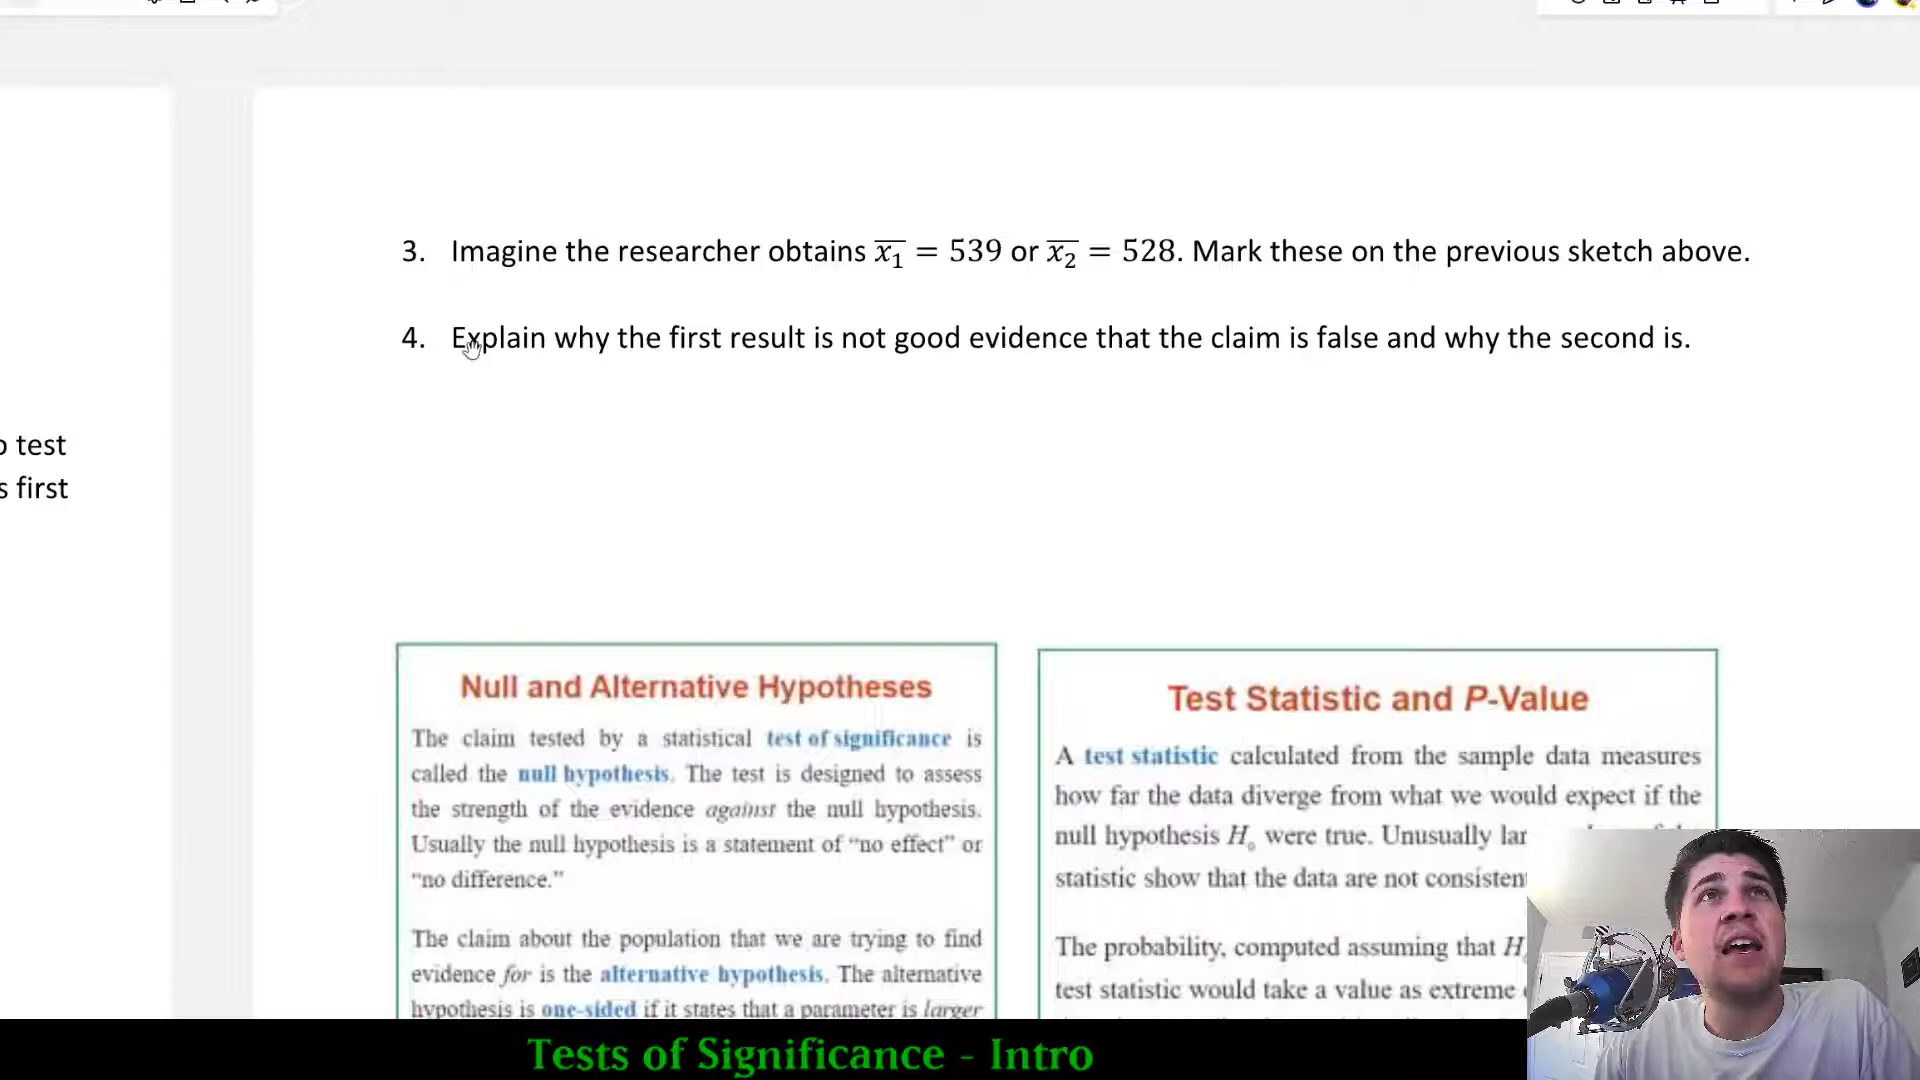 3. Imagine the researcher obtains x̄₁ = 539 or x̄₂ = 528. Mark these on the previous sketch above.
4. Explain why the first result is not good evidence that the claim is false and why the second is.
test
first
Null and Alternative Hypotheses
The claim tested by a statistical test of significance is
called the null hypothesis. The test is designed to assess
the strength of the evidence against the null hypothesis.
Usually the null hypothesis is a statement of “no effect” or
“no difference.”
The claim about the population that we are trying to find
evidence for is the alternative hypothesis. The alternative
hypothesis is one-sided if it states that a parameter is larger
Test Statistic and P-Value
A test statistic calculated from the sample data measures
how far the data diverge from what we would expect if the
null hypothesis H₀ were true. Unusually
statistic show that the data are not
The probability, computed assuming that H
test statistic would take a value as extreme
Tests of Significance - Intro